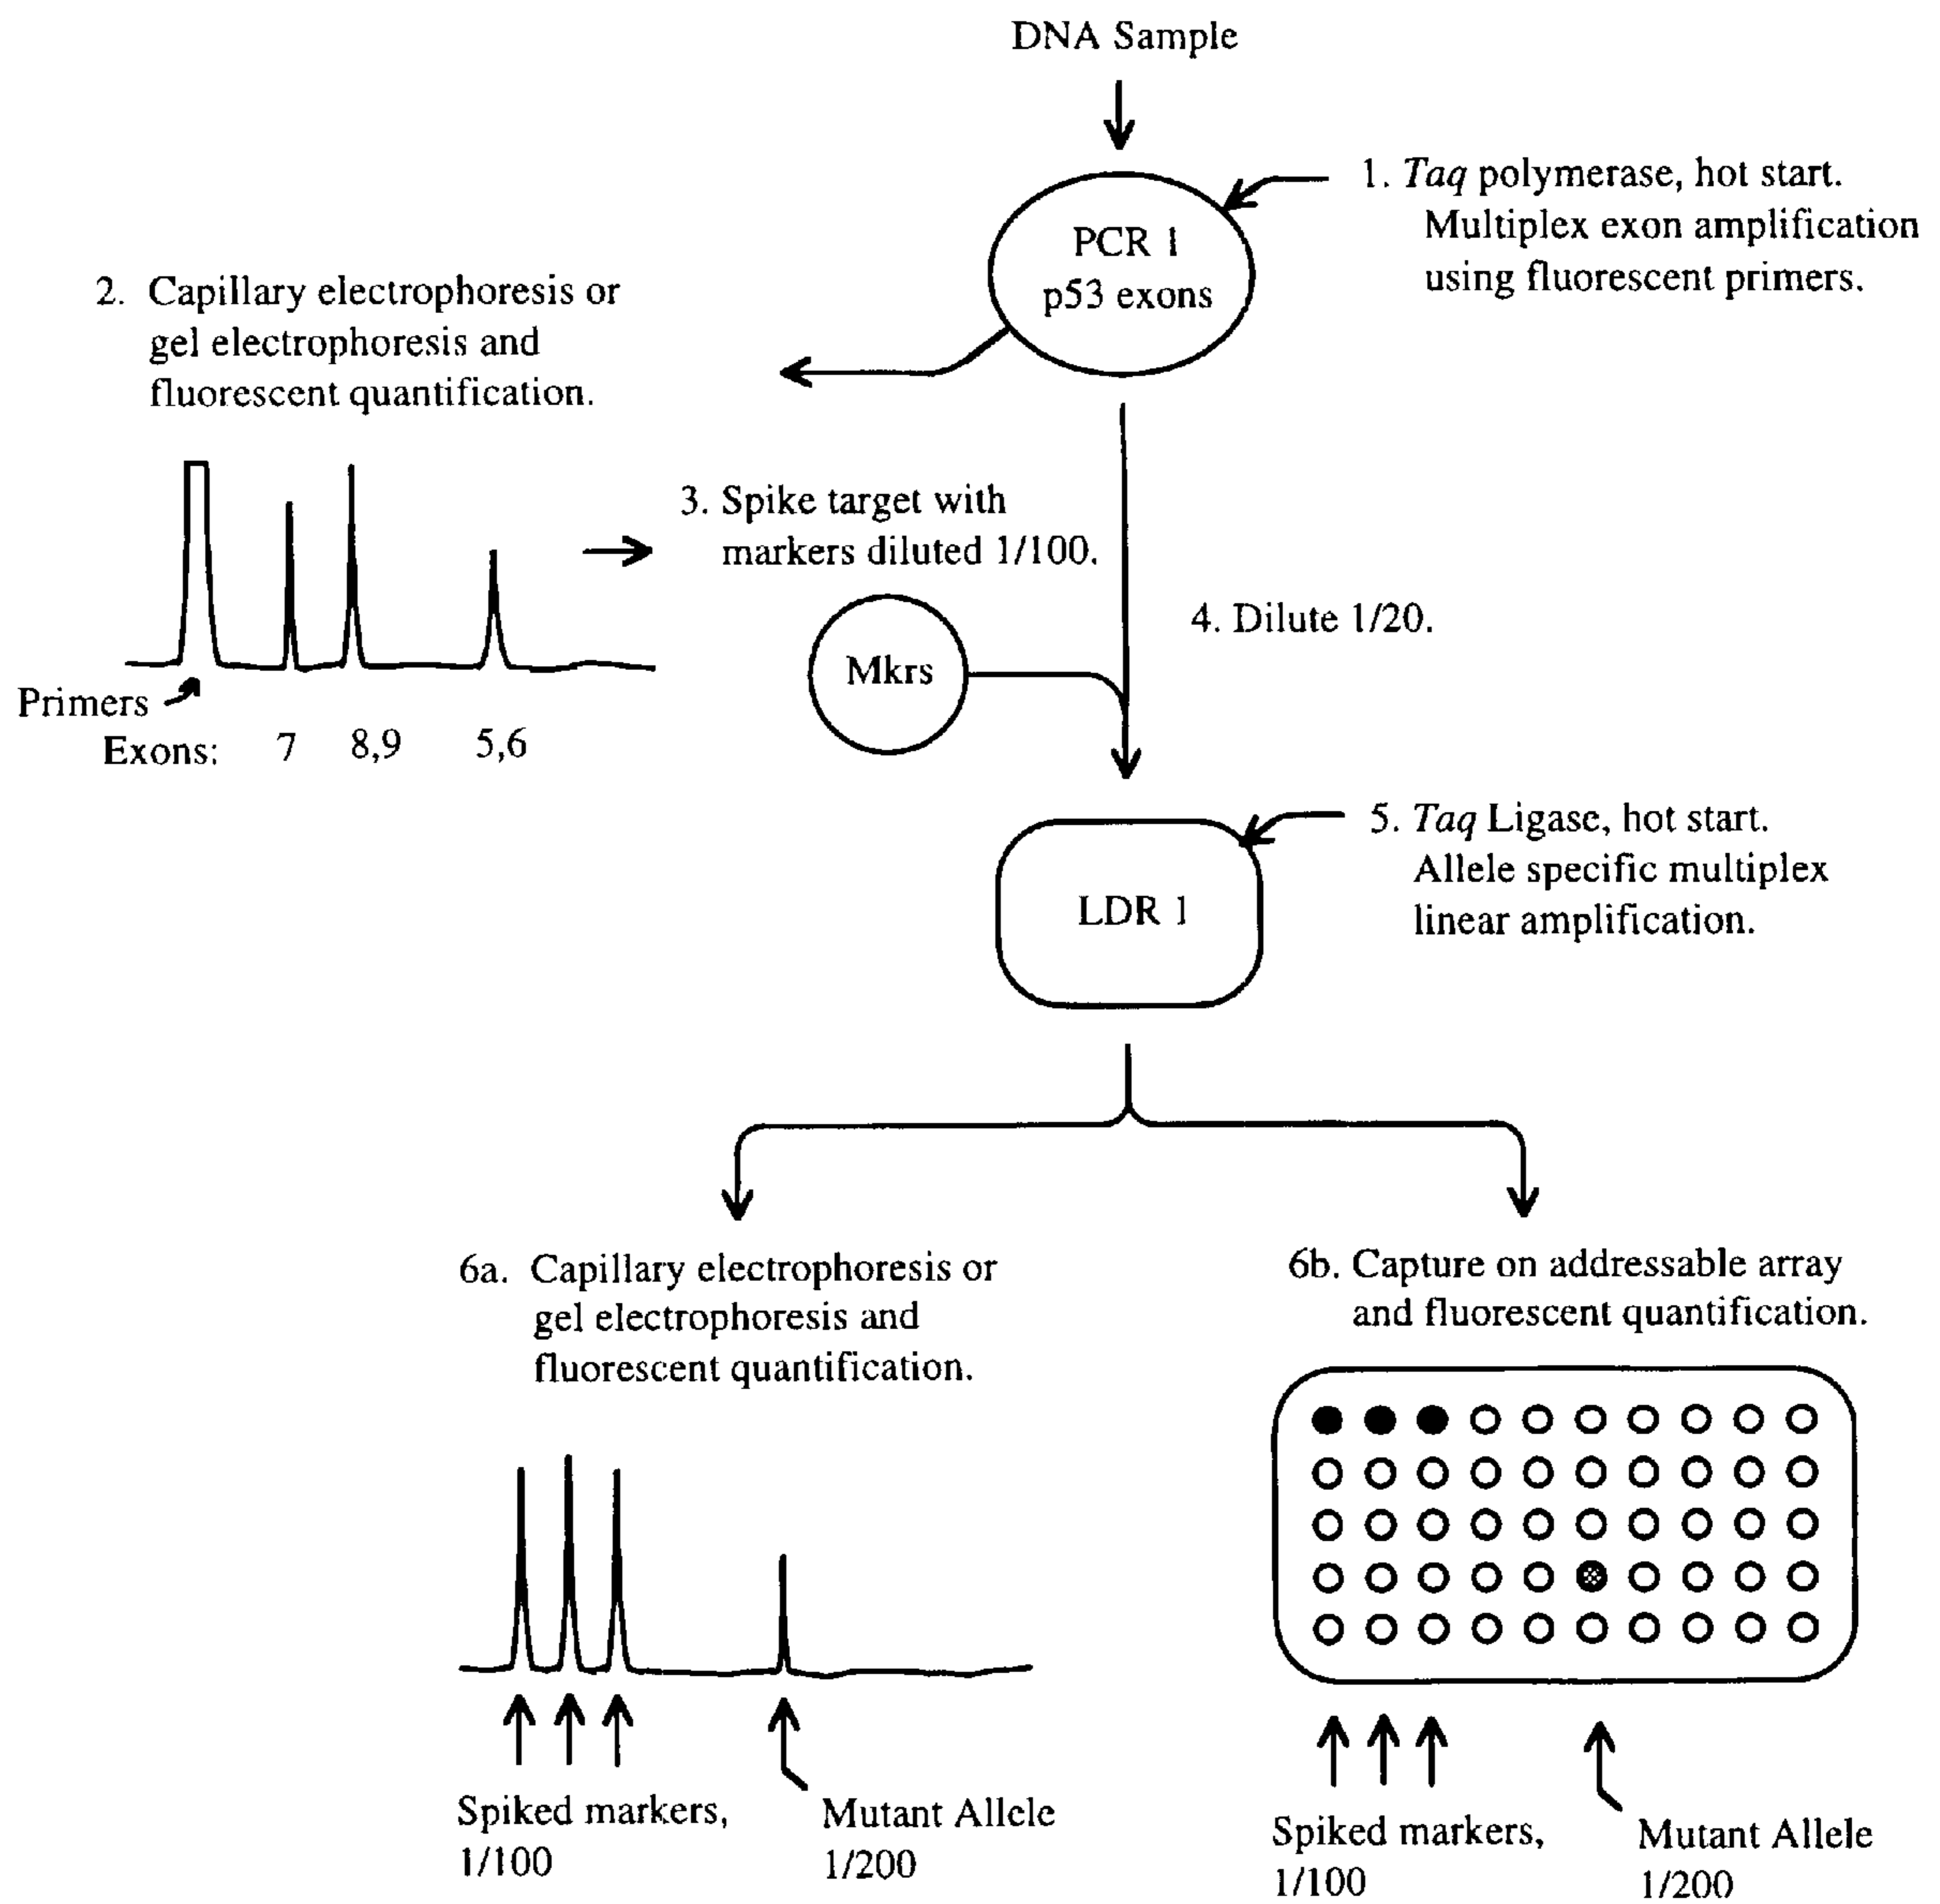 DNA Sample
1. Taq polymerase, hot start.
Multiplex exon amplification
using fluorescent primers.
PCR 1
p53 exons
2. Capillary electrophoresis or
gel electrophoresis and
fluorescent quantification.
Primers
Exons: 7 8,9 5,6
3. Spike target with
markers diluted 1/100.
Mkrs
4. Dilute 1/20.
5. Taq Ligase, hot start.
Allele specific multiplex
linear amplification.
LDR 1
6a. Capillary electrophoresis or
gel electrophoresis and
fluorescent quantification.
Spiked markers,
1/100
Mutant Allele
1/200
6b. Capture on addressable array
and fluorescent quantification.
Spiked markers,
1/100
Mutant Allele
1/200